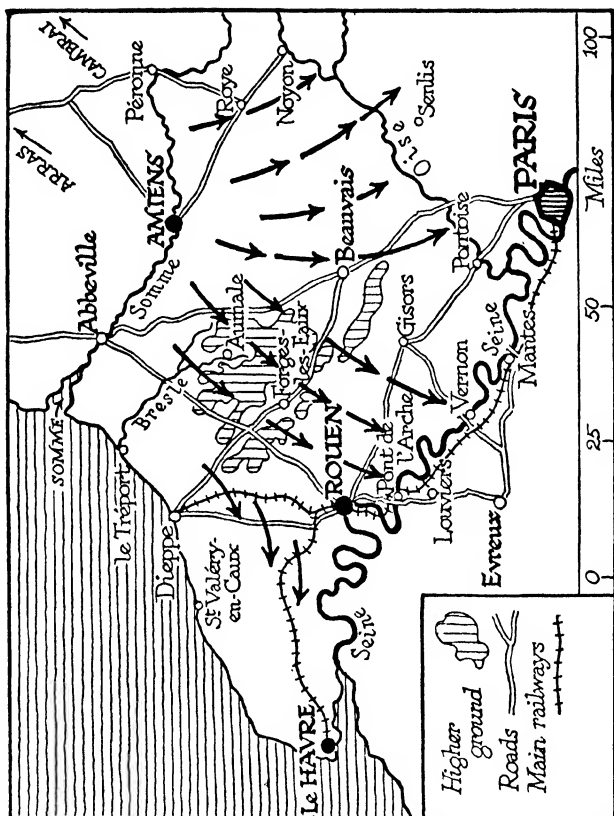 ARRAS
CAMBRAI
SOMME
Abbeville
Péronne
le Tréport
Somme
AMIENS
Dieppe
Bresle
Roye
St Valéry-
en-Caux
Aumale
Noyon
Forges-
les-Eaux
Le HAVRE
ROUEN
Beauvais
Seine
Oise
Senlis
Pont de
l'Arche
Gisors
Louviers
Vernon
Pontoise
Evreux
Seine
Mantes
PARIS
Higher
ground
Roads
Main railways
0
25
50
Miles
100